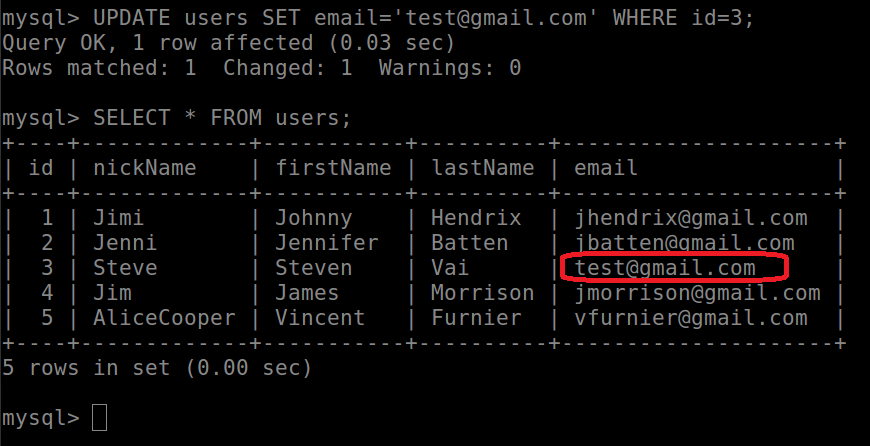 mysql> UPDATE users SET email='test@gmail.com' WHERE id=3;
Query OK, 1 row affected (0.03 sec)
Rows matched: 1  Changed: 1  Warnings: 0

mysql> SELECT * FROM users;
+----+-------------+-----------+----------+---------------------+
| id | nickName    | firstName | lastName | email               |
+----+-------------+-----------+----------+---------------------+
|  1 | Jimi        | Johnny    | Hendrix  | jhendrix@gmail.com  |
|  2 | Jenni       | Jennifer  | Batten   | jbatten@gmail.com   |
|  3 | Steve       | Steven    | Vai      | test@gmail.com      |
|  4 | Jim         | James     | Morrison | jmorrison@gmail.com |
|  5 | AliceCooper | Vincent   | Furnier  | vfurnier@gmail.com  |
+----+-------------+-----------+----------+---------------------+
5 rows in set (0.00 sec)

mysql>